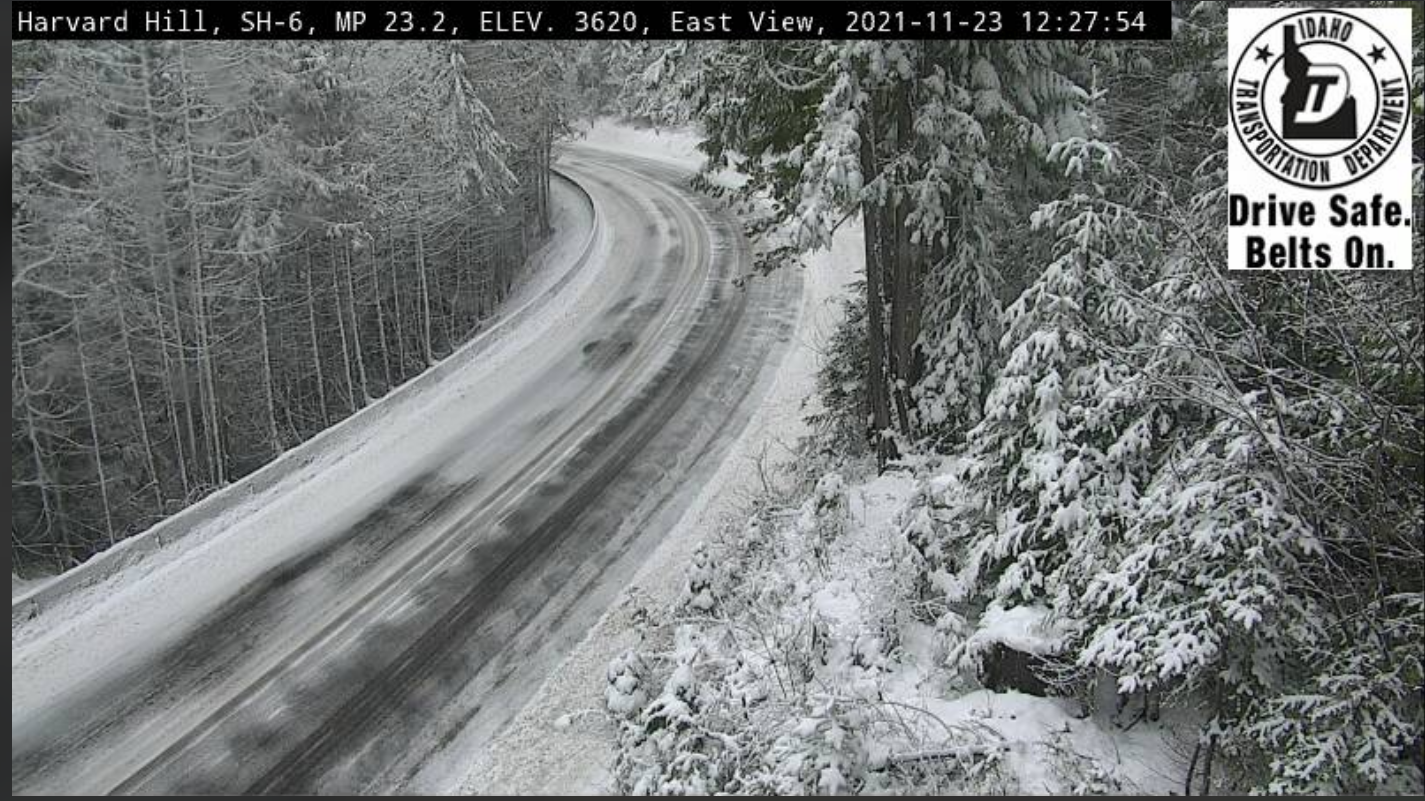 Harvard Hill, SH-6, MP 23.2, ELEV. 3620, East View, 2021-11-23 12:27:54
IDAHO
TRANSPORTATION DEPARTMENT
Drive Safe.
Belts On.